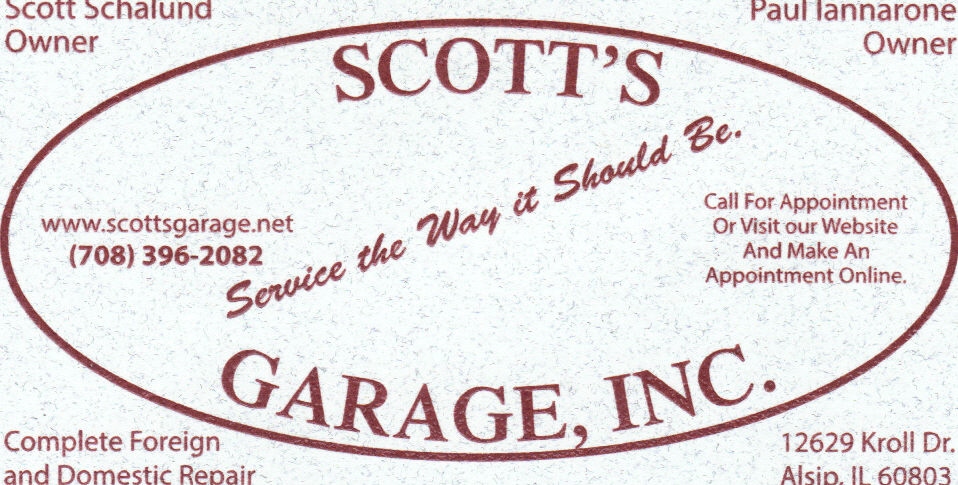 Scott Schalund
Owner
Paul Iannarone
Owner
SCOTT'S
Service the Way it Should Be.
www.scottsgarage.net
(708) 396-2082
Call For Appointment
Or Visit our Website
And Make An
Appointment Online.
GARAGE, INC.
Complete Foreign
and Domestic Repair
12629 Kroll Dr.
Alsip, IL 60803